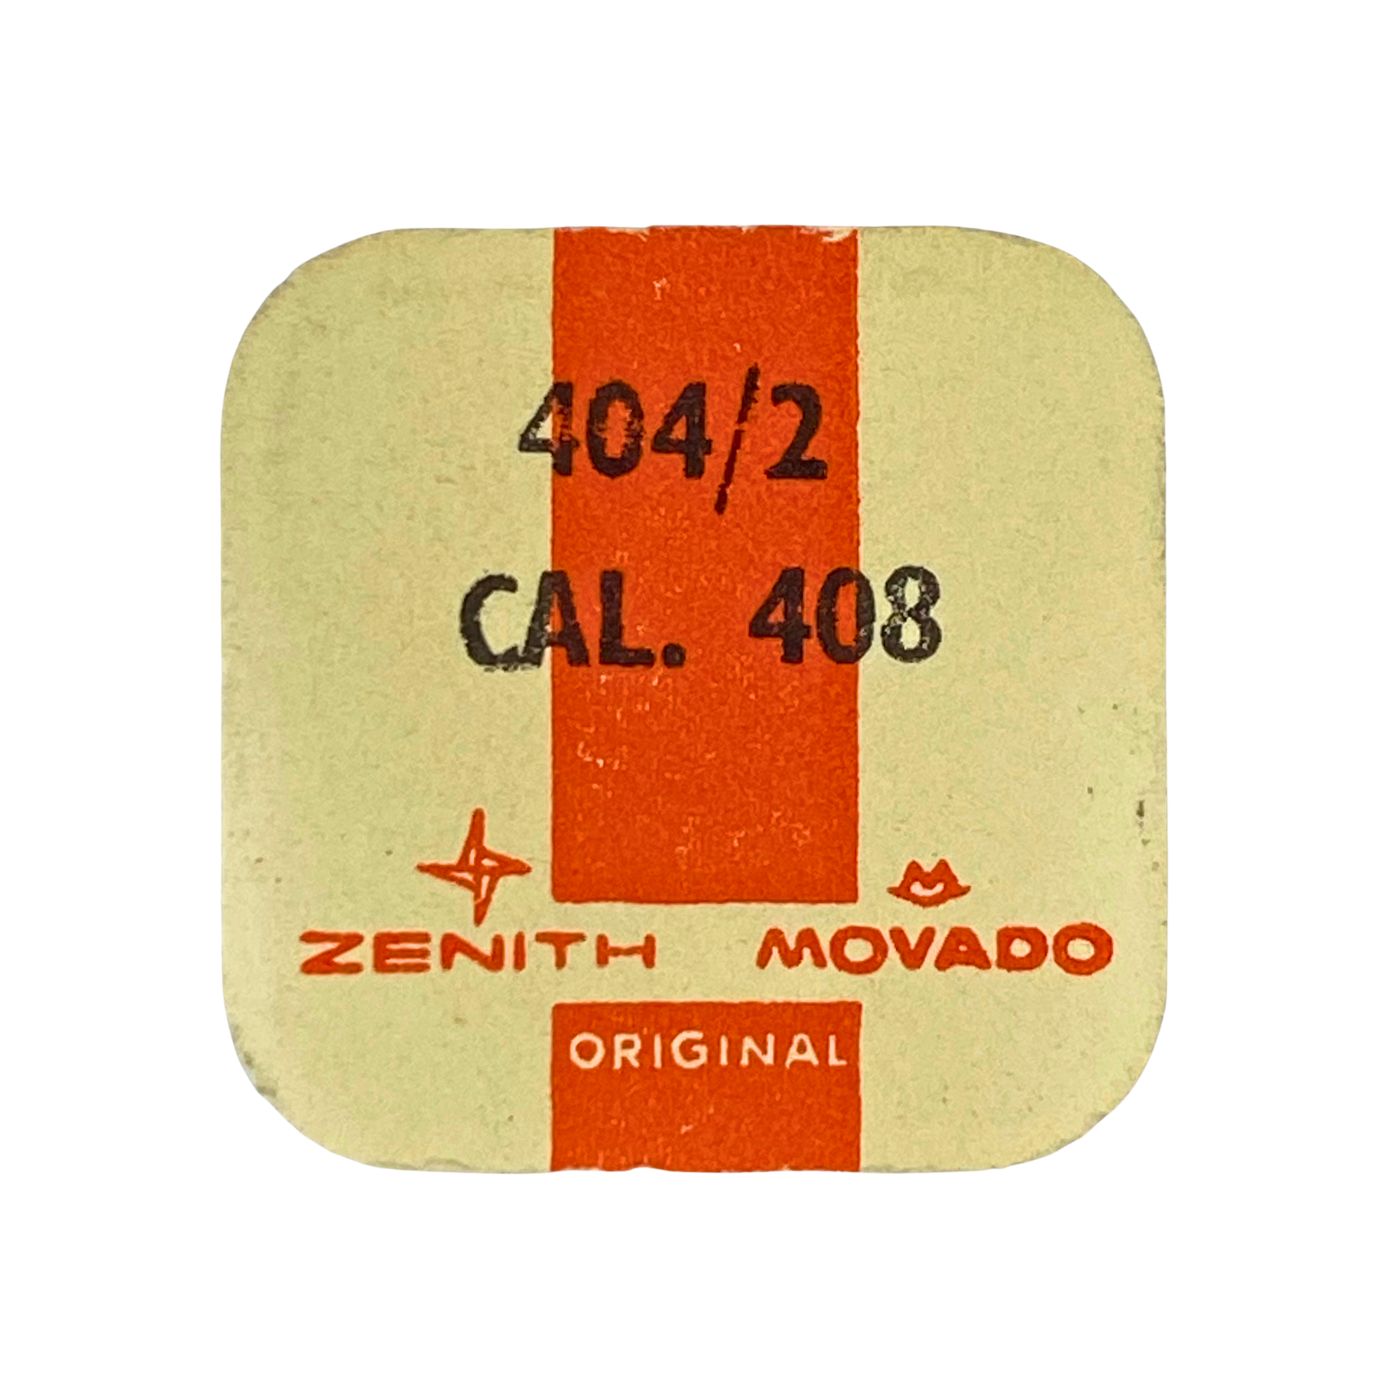 404/2
CAL. 408
ZENITH MOVADO
ORIGINAL